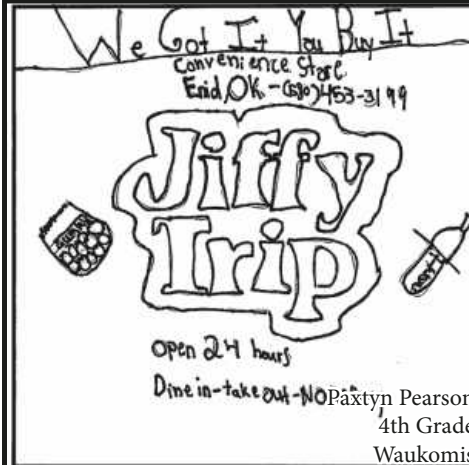 We Got It You Buy It
Convenience Store
Enid, OK. - (580) 453-3199
Jiffy
Trip
Open 24 hours
Dine in-take out-NO
Paxtyn Pearson
4th Grade
Waukomis